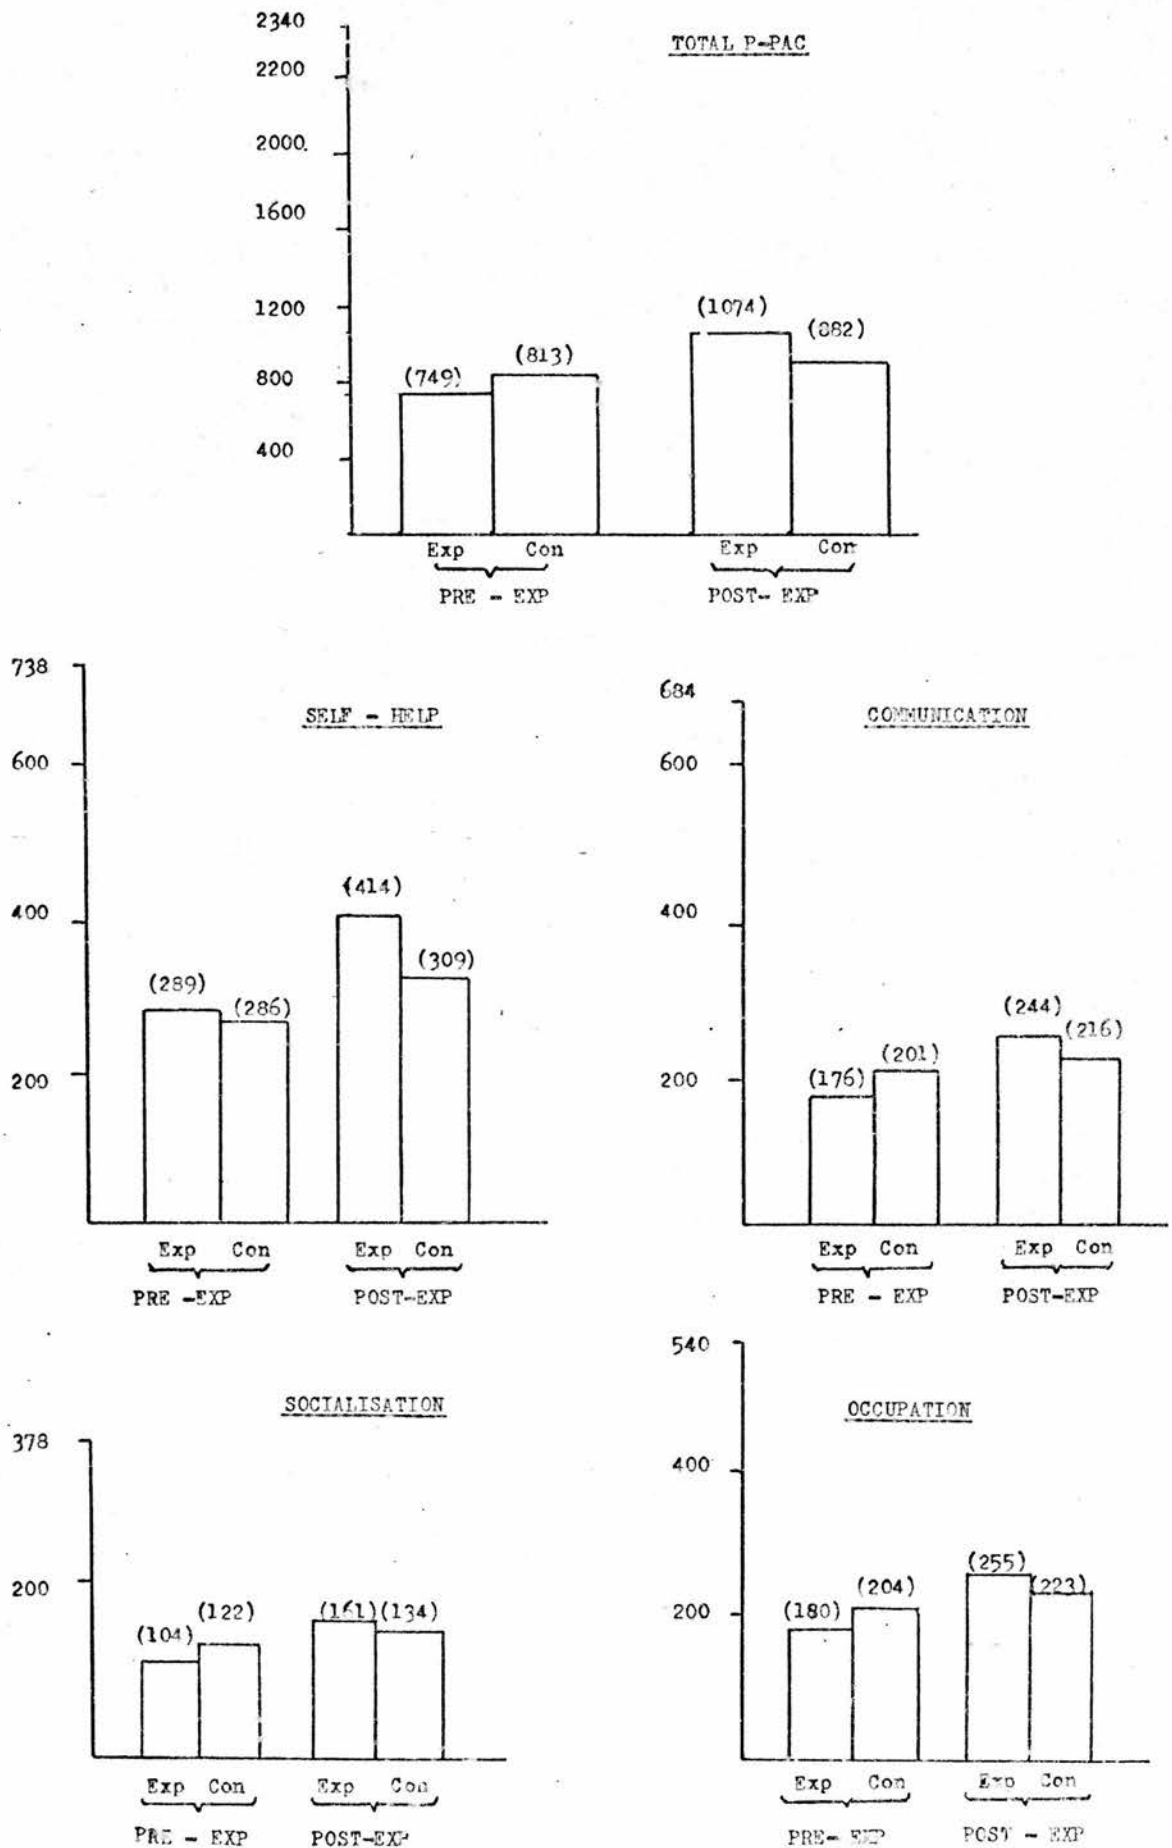 TOTAL P-PAC
2340
2200
2000
1600
1200
800
400
(749)
(813)
(1074)
(882)
Exp Con Exp Con
PRE - EXP POST- EXP
SELF - HELP
738
600
400
200
(289)
(286)
(414)
(309)
Exp Con Exp Con
PRE -EXP POST-EXP
COMMUNICATION
684
600
400
200
(176)
(201)
(244)
(216)
Exp Con Exp Con
PRE - EXP POST-EXP
SOCIALISATION
378
200
(104)
(122)
(161) (134)
Exp Con Exp Con
PRE - EXP POST-EXP
OCCUPATION
540
400
200
(180)
(204)
(255)
(223)
Exp Con Exp Con
PRE- EXP POST - EXP